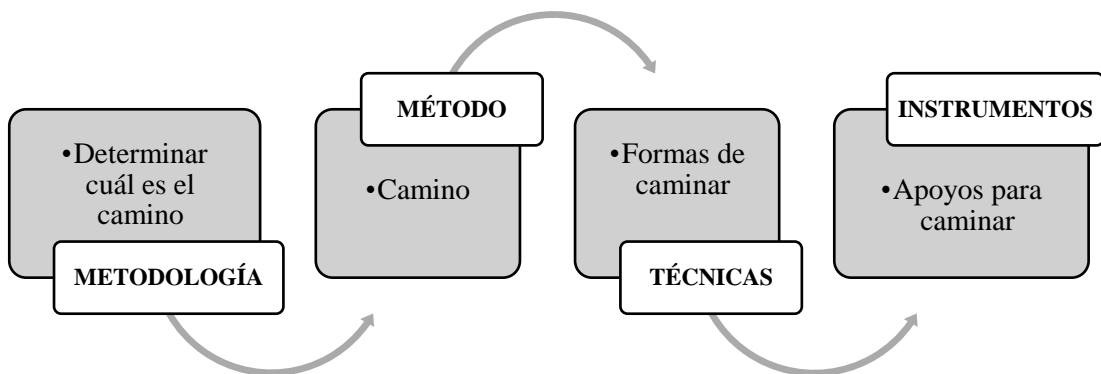 •Determinar
cuál es el
camino
METODOLOGÍA
MÉTODO
•Camino
•Formas de
caminar
TÉCNICAS
INSTRUMENTOS
•Apoyos para
caminar